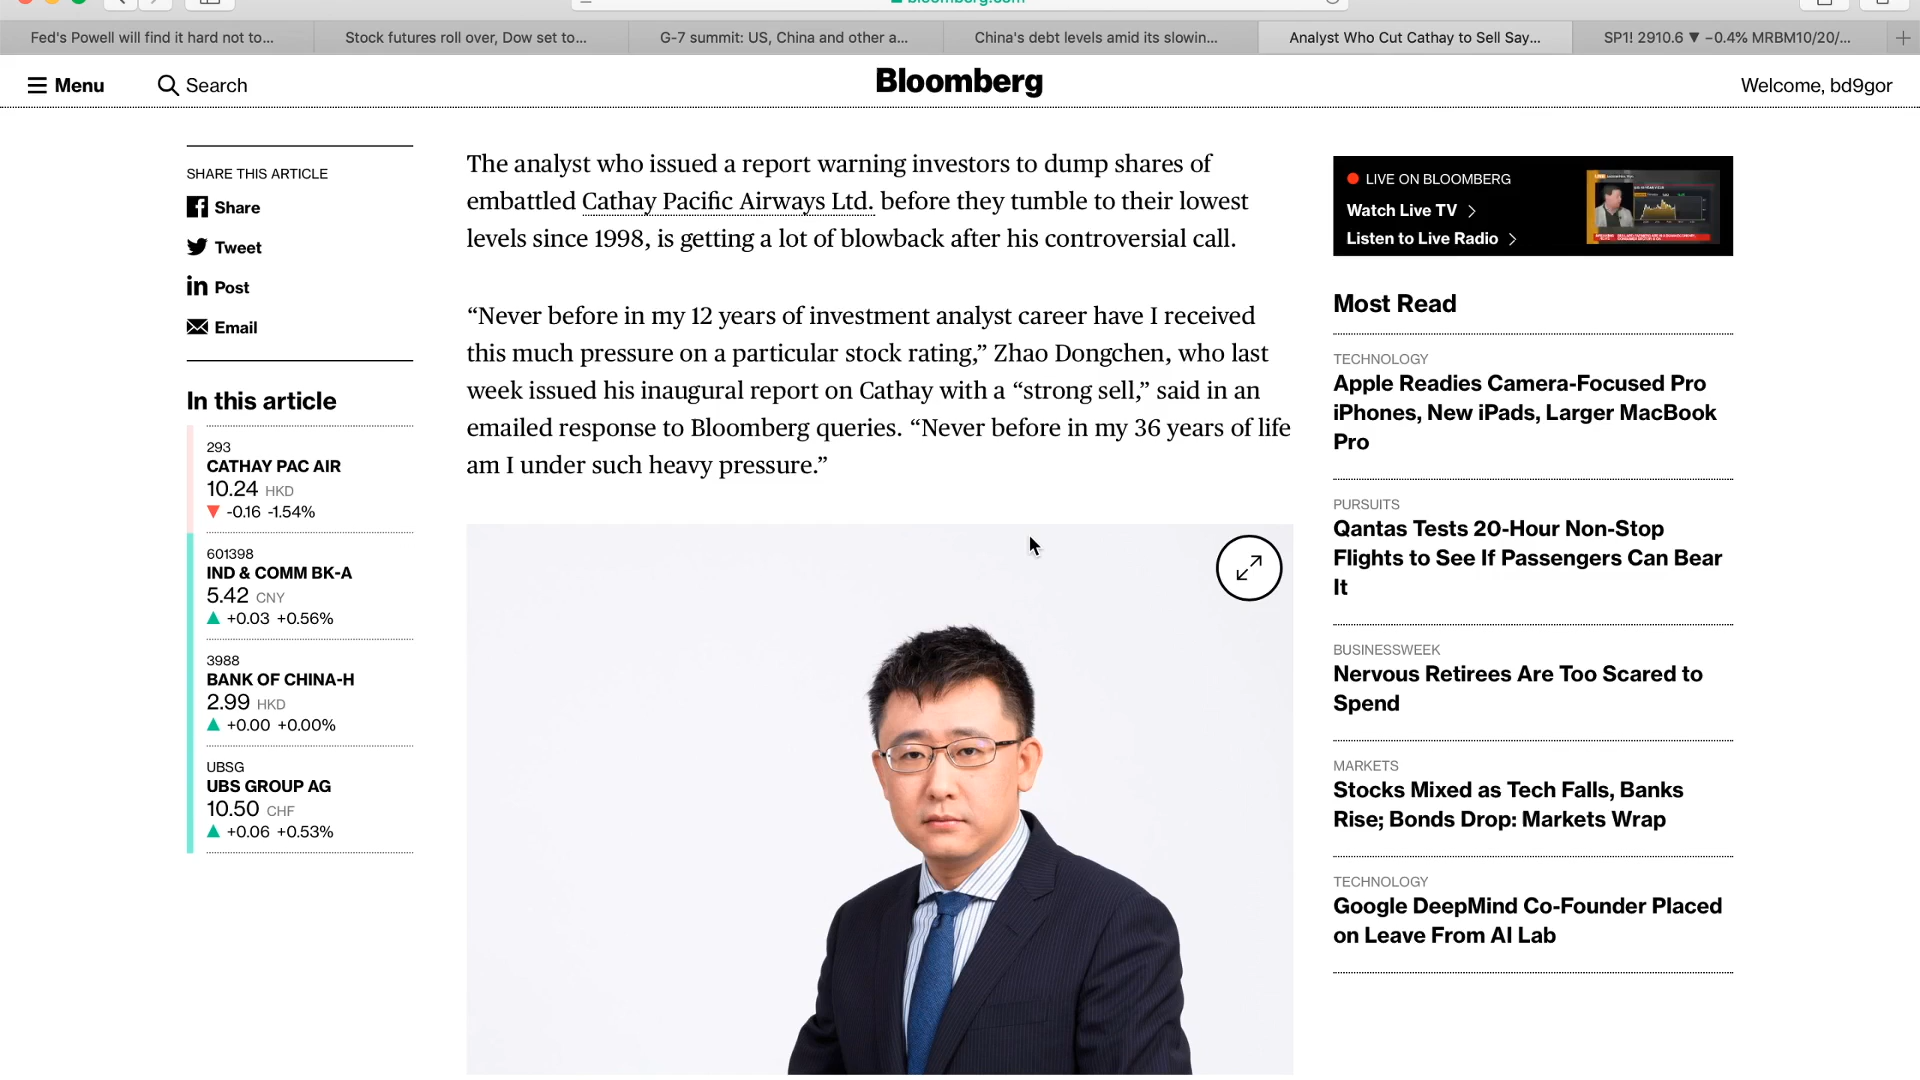 bloomberg.com
Fed's Powell will find it hard not to...
Stock futures roll over, Dow set to...
G-7 summit: US, China and other a...
China's debt levels amid its slowin...
Analyst Who Cut Cathay to Sell Say...
SP1! 2910.6 ▼ −0.4% MRBM10/20/...
Menu
Search
Bloomberg
Welcome, bd9gor
SHARE THIS ARTICLE
Share
Tweet
Post
Email
In this article
293
CATHAY PAC AIR
10.24 HKD
▼ -0.16 -1.54%
601398
IND & COMM BK-A
5.42 CNY
▲ +0.03 +0.56%
3988
BANK OF CHINA-H
2.99 HKD
▲ +0.00 +0.00%
UBSG
UBS GROUP AG
10.50 CHF
▲ +0.06 +0.53%
The analyst who issued a report warning investors to dump shares of
embattled Cathay Pacific Airways Ltd. before they tumble to their lowest
levels since 1998, is getting a lot of blowback after his controversial call.
“Never before in my 12 years of investment analyst career have I received
this much pressure on a particular stock rating,” Zhao Dongchen, who last
week issued his inaugural report on Cathay with a “strong sell,” said in an
emailed response to Bloomberg queries. “Never before in my 36 years of life
am I under such heavy pressure.”
LIVE ON BLOOMBERG
Watch Live TV
Listen to Live Radio
Most Read
TECHNOLOGY
Apple Readies Camera-Focused Pro
iPhones, New iPads, Larger MacBook
Pro
PURSUITS
Qantas Tests 20-Hour Non-Stop
Flights to See If Passengers Can Bear
It
BUSINESSWEEK
Nervous Retirees Are Too Scared to
Spend
MARKETS
Stocks Mixed as Tech Falls, Banks
Rise; Bonds Drop: Markets Wrap
TECHNOLOGY
Google DeepMind Co-Founder Placed
on Leave From AI Lab